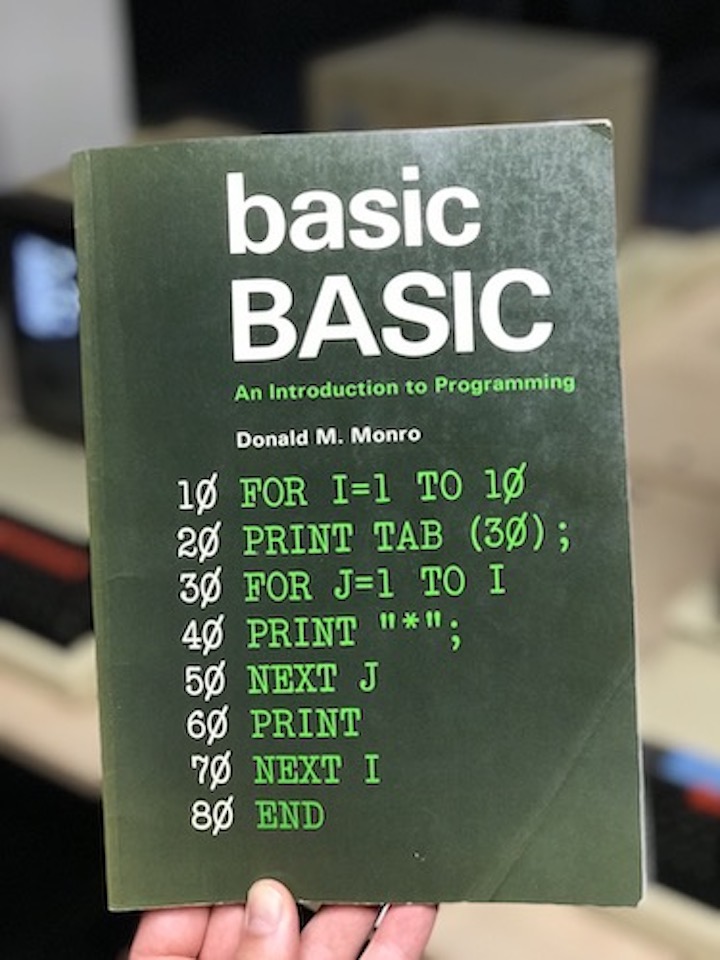 basic
BASIC
An Introduction to Programming
Donald M. Monro
10 FOR I=1 TO 10
20 PRINT TAB (30);
30 FOR J=1 TO I
40 PRINT "*";
50 NEXT J
60 PRINT
70 NEXT I
80 END